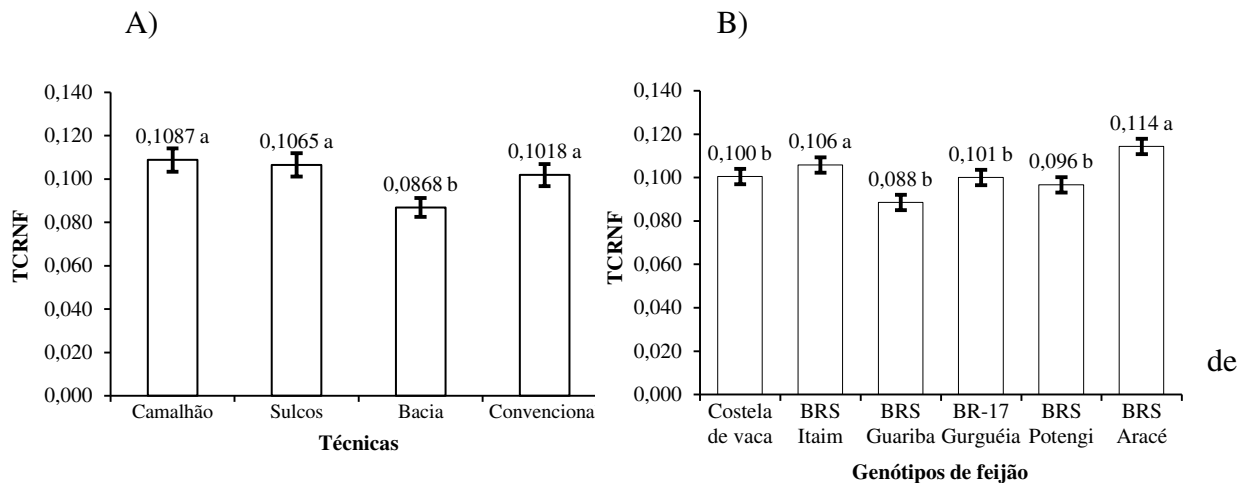 A)
TCRNF
0,140
0,120
0,100
0,080
0,060
0,040
0,020
0,000
0,1087 a
0,1065 a
0,0868 b
0,1018 a
Camalhão
Sulcos
Bacia
Convenciona
Técnicas
B)
TCRNF
0,140
0,120
0,100
0,080
0,060
0,040
0,020
0,000
0,100 b
0,106 a
0,088 b
0,101 b
0,096 b
0,114 a
Costela
de vaca
BRS
Itaim
BRS
Guariba
BR-17
Gurguéia
BRS
Potengi
BRS
Aracé
Genótipos de feijão
de